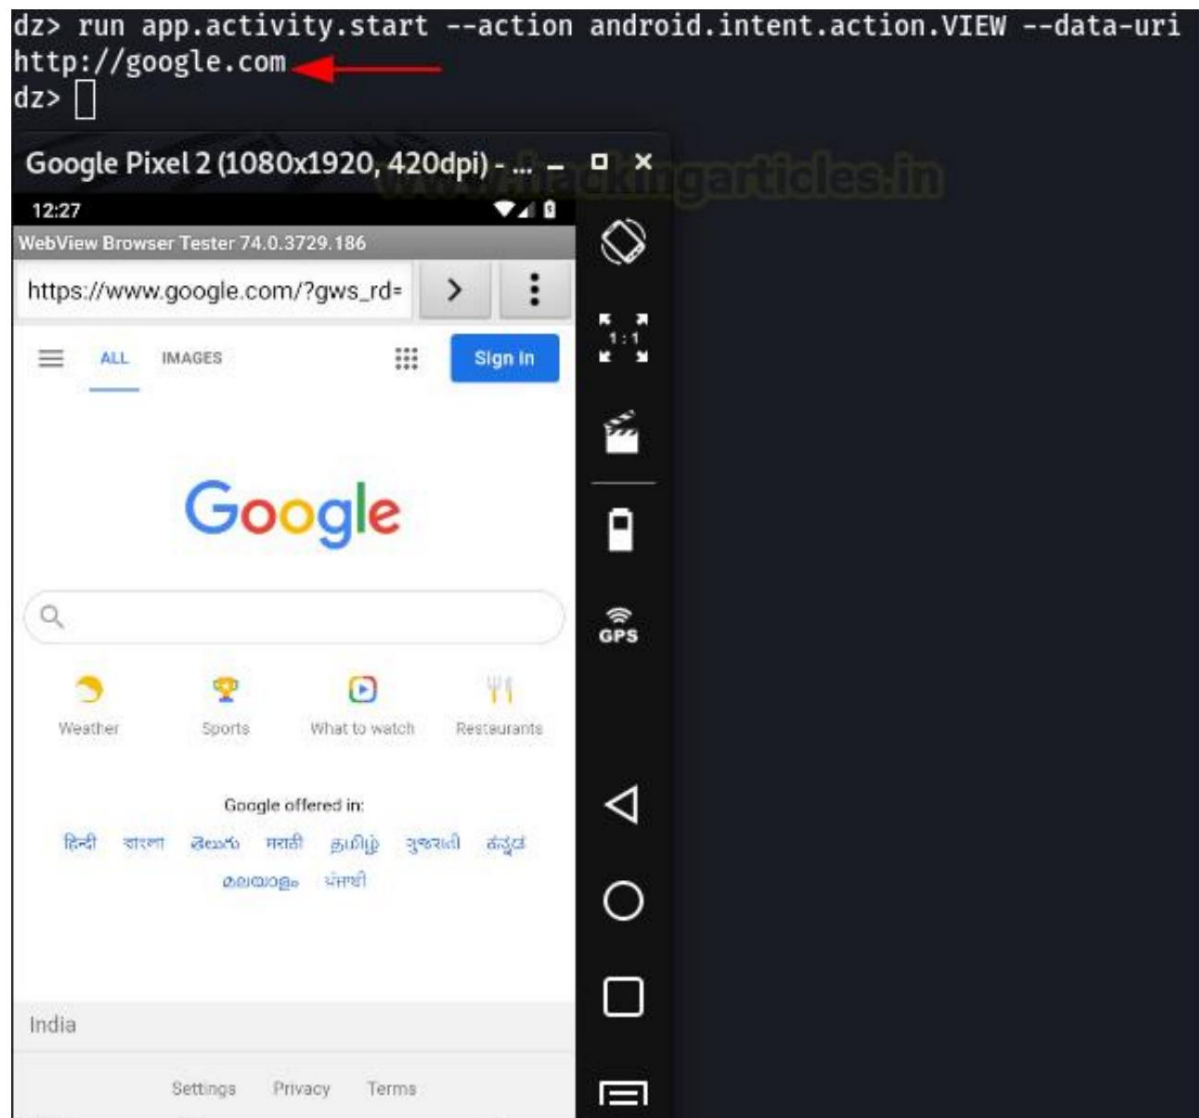 dz> run app.activity.start --action android.intent.action.VIEW --data-uri
http://google.com
dz>
Google Pixel 2 (1080x1920, 420dpi) - ...
www.hackingarticles.in
12:27
WebView Browser Tester 74.0.3729.186
https://www.google.com/?gws_rd=
ALL IMAGES Sign in
1:1
Google
GPS
Weather Sports What to watch Restaurants
Google offered in:
हिन्दी বাংলা తెలుగు मराठी தமிழ் ગુજરાતી ಕನ್ನಡ
മലയാളം ਪੰਜਾਬੀ
India
Settings Privacy Terms